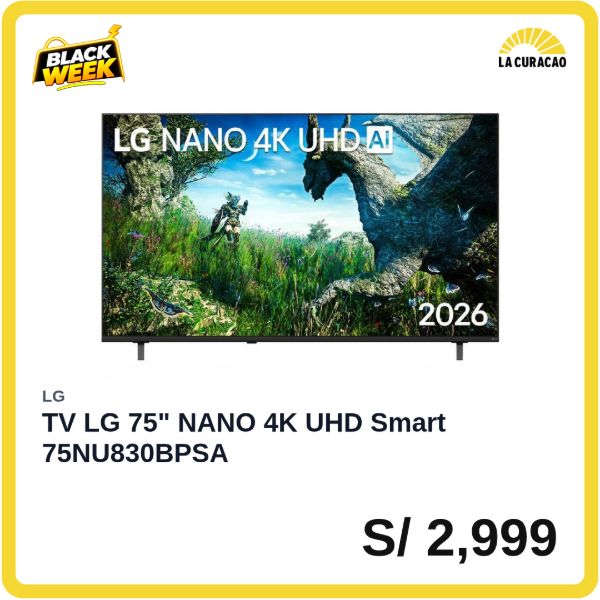 BLACK
WEEK
LA CURACAO
LG NANO 4K UHD AI
2026
LG
TV LG 75" NANO 4K UHD Smart
75NU830BPSA
S/ 2,999